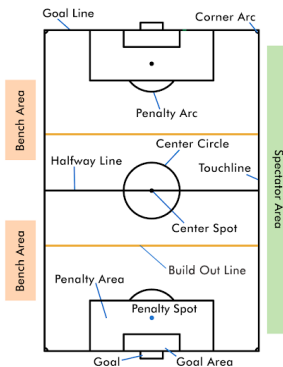 Goal Line
Corner Arc
Bench Area
Penalty Arc
Center Circle
Halfway Line
Touchline
Spectator Area
Center Spot
Bench Area
Build Out Line
Penalty Area
Penalty Spot
Goal
Goal Area